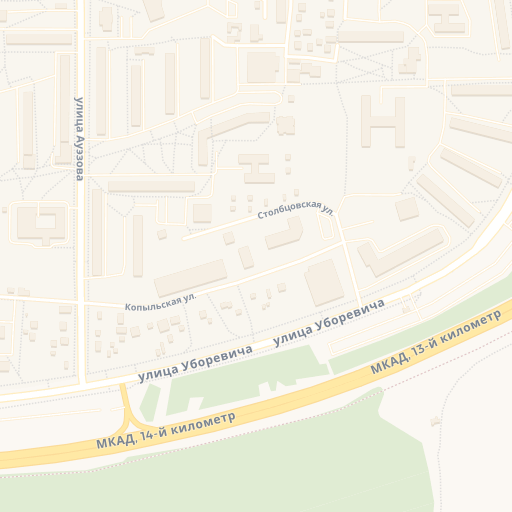 улица Ауэзова
Столбцовская ул.
Копыльская ул.
улица Уборевича
улица Уборевича
МКАД, 13-й километр
МКАД, 14-й километр